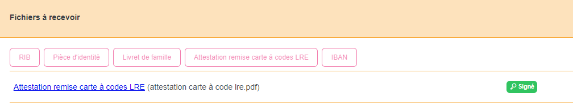 Fichiers à recevoir
RIB Pièce d'identité Livret de famille Attestation remise carte à codes LRE IBAN
Attestation remise carte à codes LRE (attestation carte à code lre.pdf) Signé